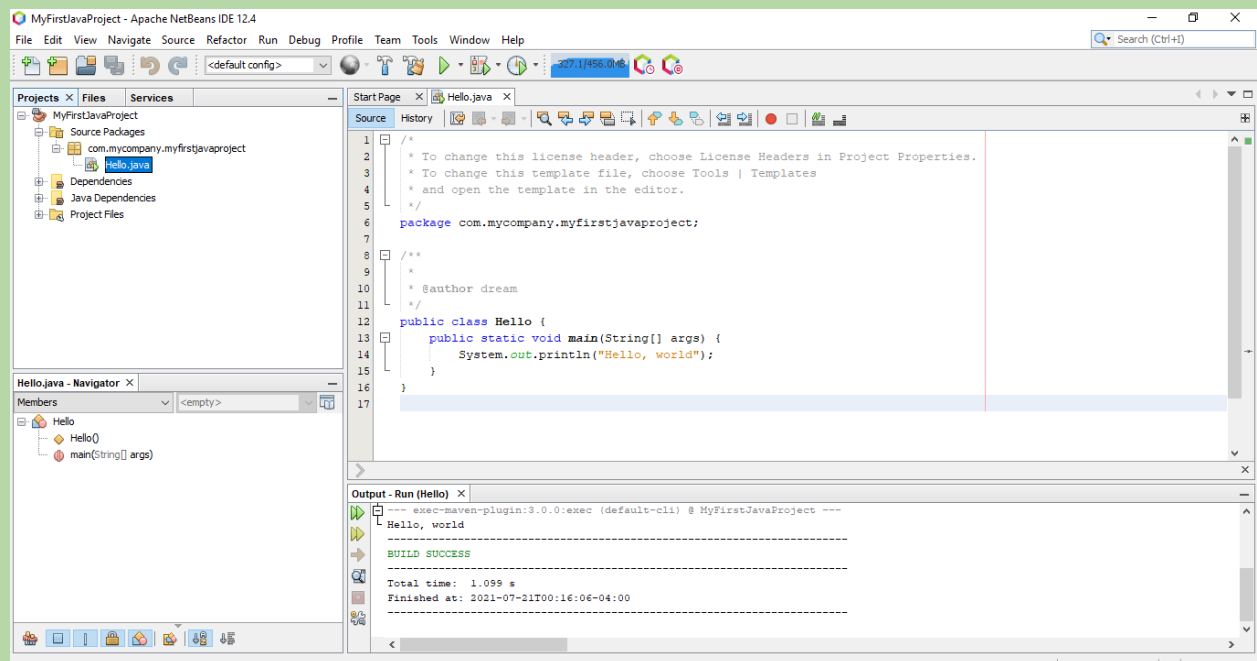 MyFirstJavaProject - Apache NetBeans IDE 12.4
File Edit View Navigate Source Refactor Run Debug Profile Team Tools Window Help
Search (Ctrl+I)
<default config>
327.1/456.0MB
Projects Files Services
MyFirstJavaProject
Source Packages
com.mycompany.myfirstjavaproject
Hello.java
Dependencies
Java Dependencies
Project Files
Hello.java - Navigator
Members <empty>
Hello
Hello()
main(String[] args)
Start Page Hello.java
Source History
1 /*
2 * To change this license header, choose License Headers in Project Properties.
3 * To change this template file, choose Tools | Templates
4 * and open the template in the editor.
5 */
6 package com.mycompany.myfirstjavaproject;
7
8 /**
9 *
10 * @author dream
11 */
12 public class Hello {
13 public static void main(String[] args) {
14 System.out.println("Hello, world");
15 }
16 }
17
Output - Run (Hello)
--- exec-maven-plugin:3.0.0:exec (default-cli) @ MyFirstJavaProject ---
Hello, world
------------------------------------------------------------------------
BUILD SUCCESS
------------------------------------------------------------------------
Total time: 1.099 s
Finished at: 2021-07-21T00:16:06-04:00
------------------------------------------------------------------------